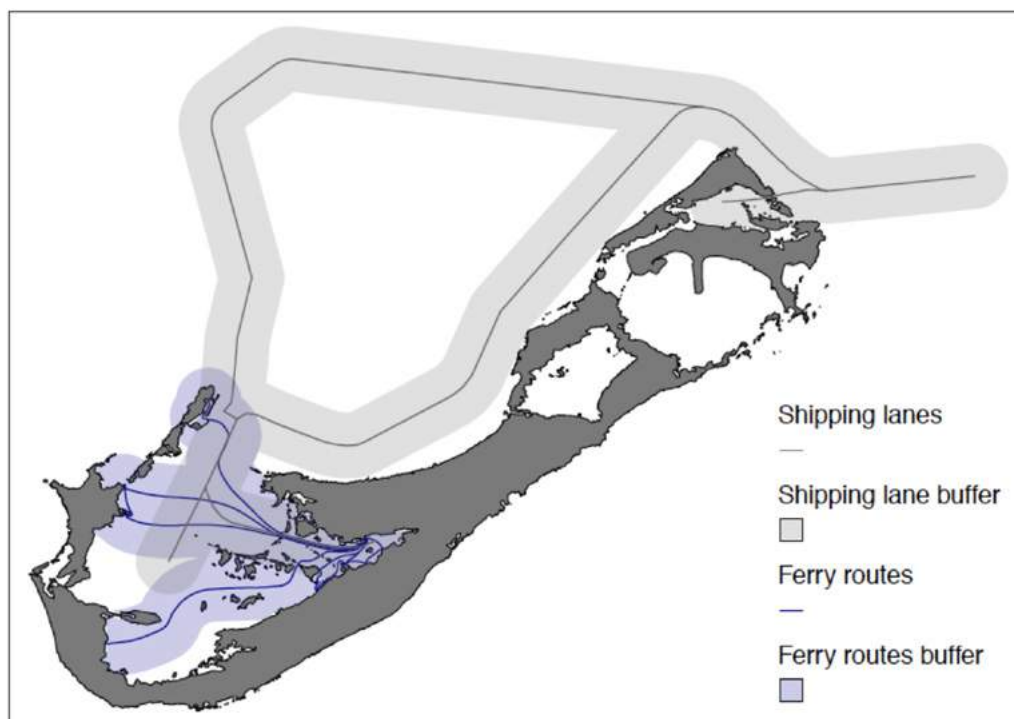 Shipping lanes
Shipping lane buffer
Ferry routes
Ferry routes buffer